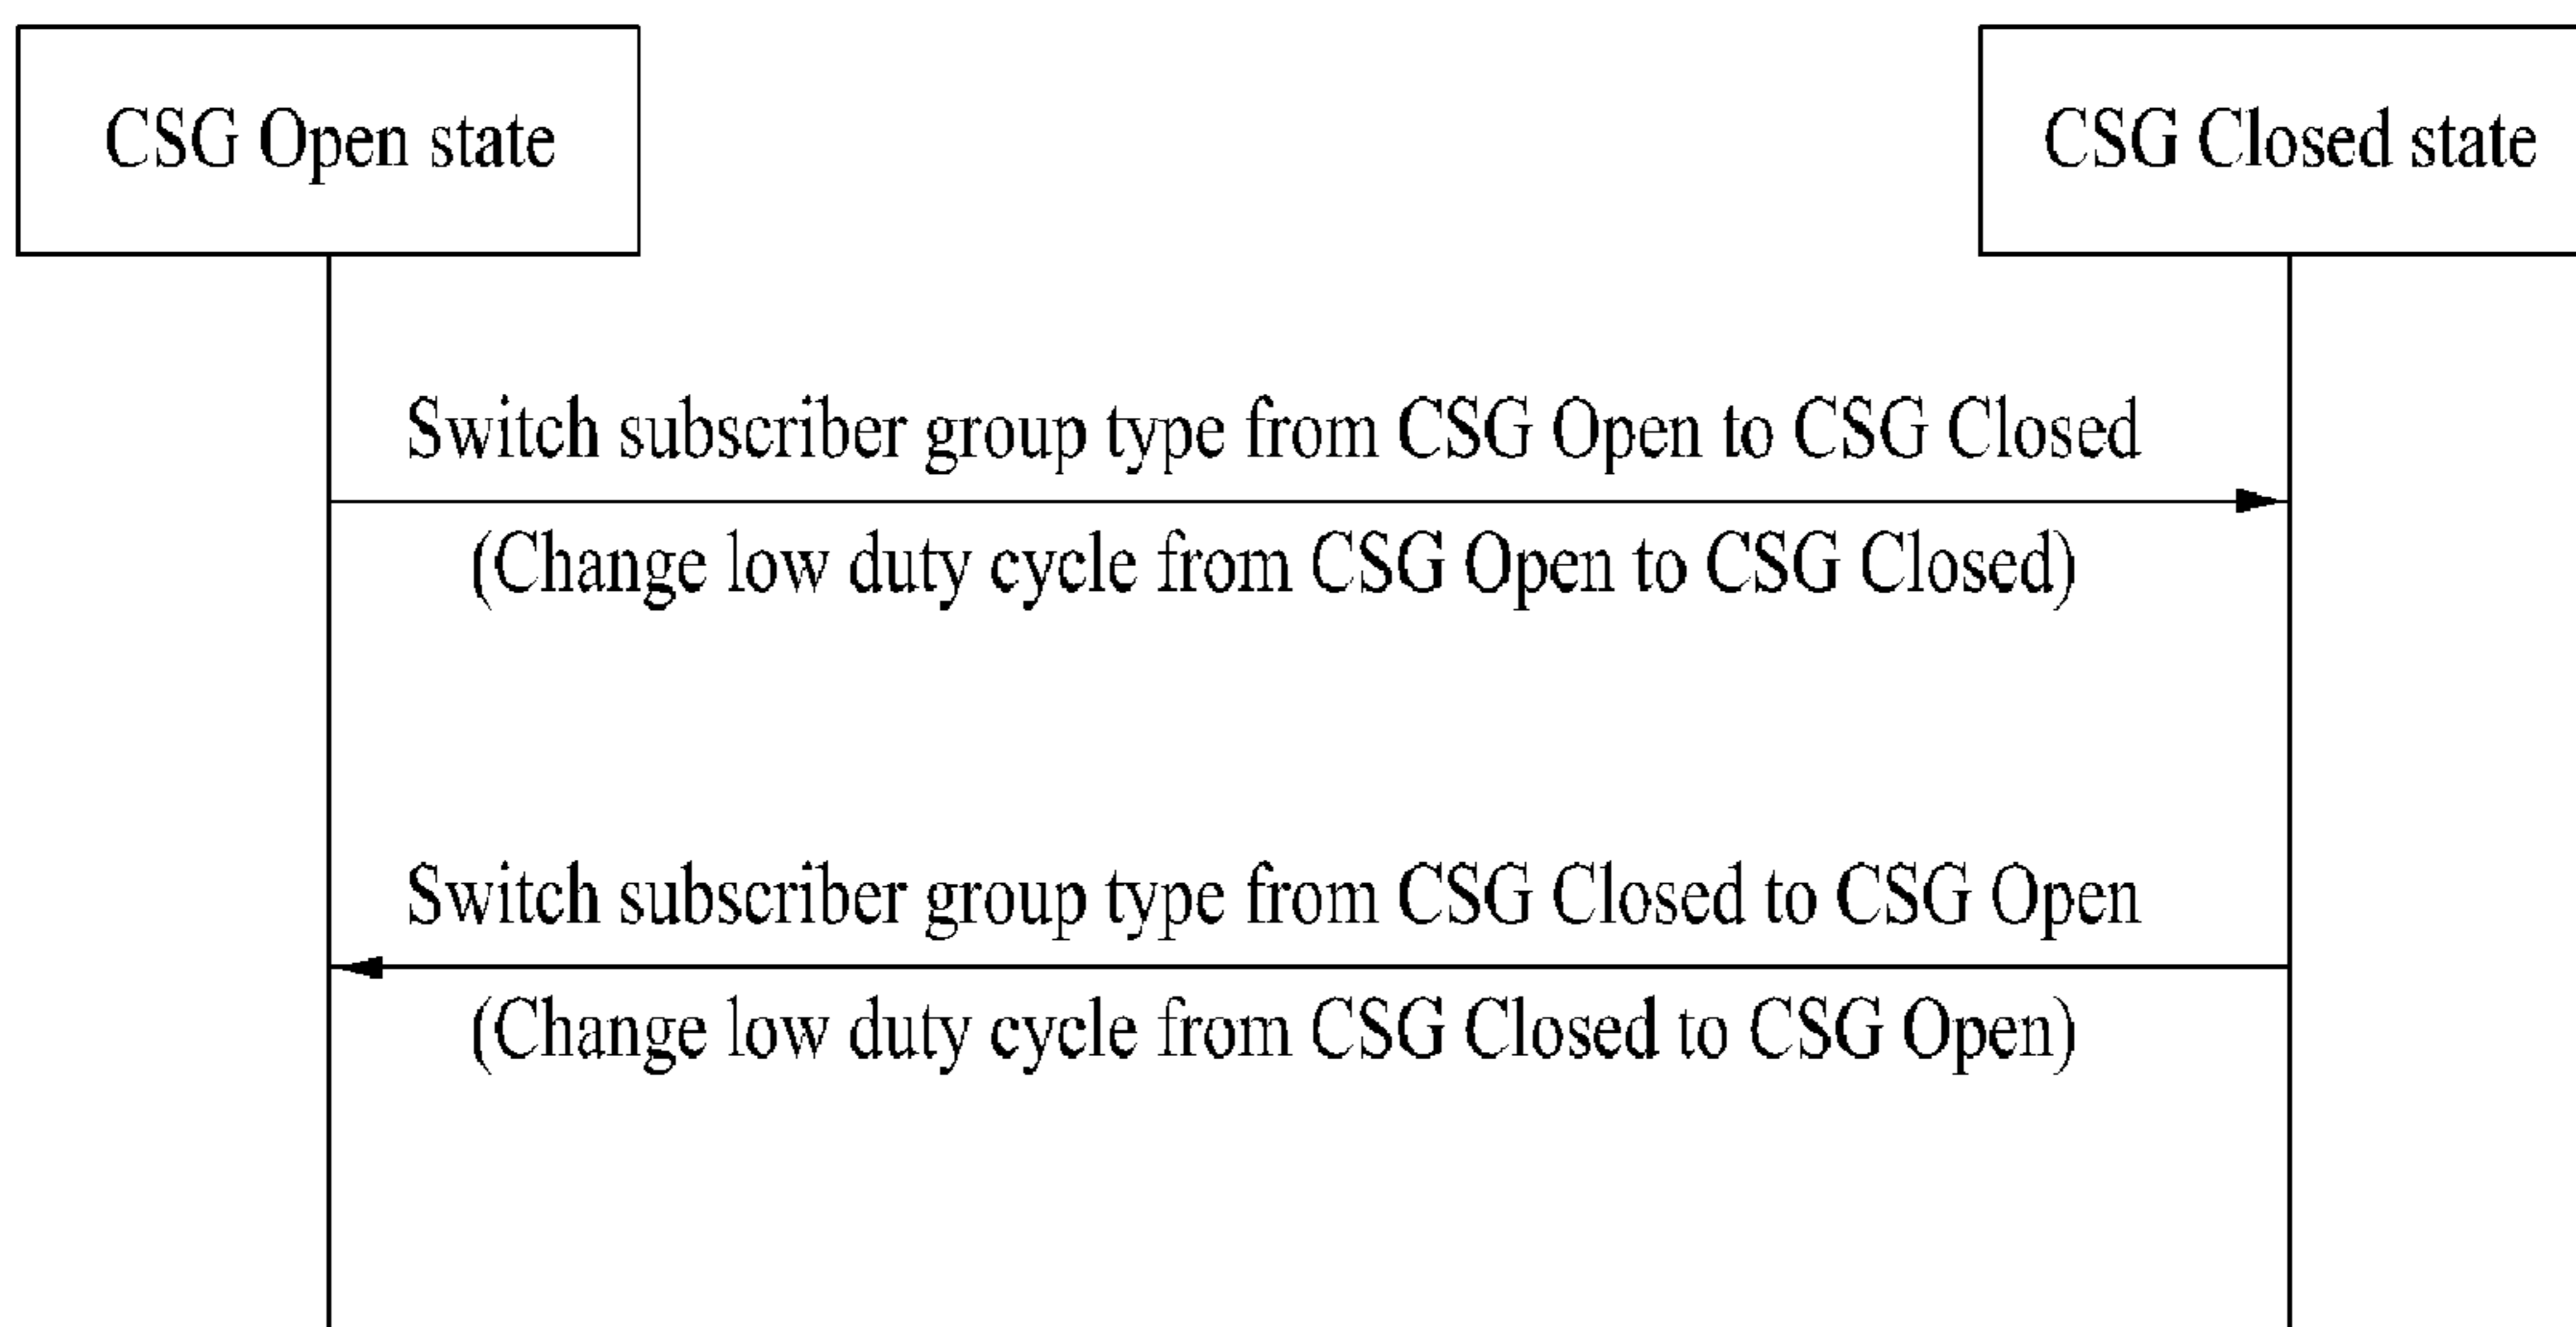 CSG Open state
CSG Closed state
Switch subscriber group type from CSG Open to CSG Closed
(Change low duty cycle from CSG Open to CSG Closed)
Switch subscriber group type from CSG Closed to CSG Open
(Change low duty cycle from CSG Closed to CSG Open)